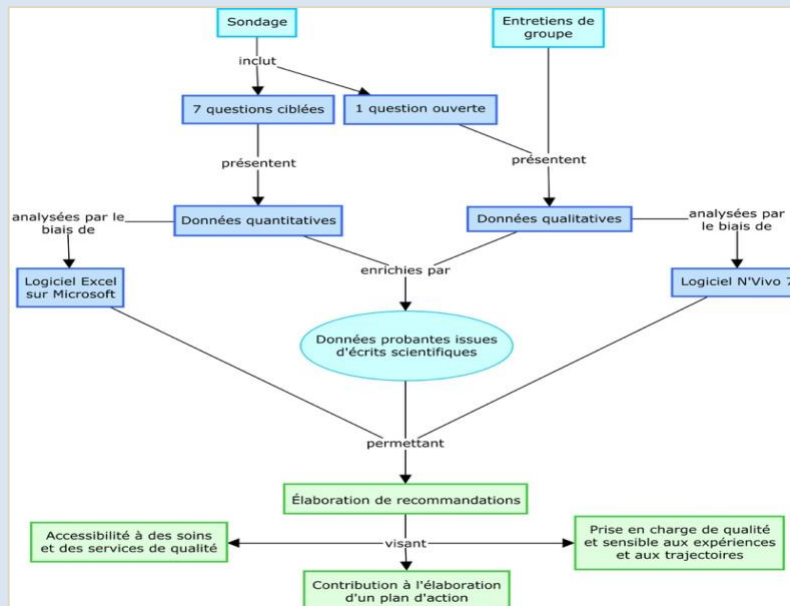 Sondage
Entretiens de
groupe
inclut
7 questions ciblées
1 question ouverte
présentent
présentent
Données quantitatives
Données qualitatives
analysées par le
biais de
analysées par
le biais de
enrichies par
Logiciel Excel
sur Microsoft
Logiciel N'Vivo 7
Données probantes issues
d'écrits scientifiques
permettant
Élaboration de recommandations
Accessibilité à des soins
et des services de qualité
visant
Prise en charge de qualité
et sensible aux expériences
et aux trajectoires
Contribution à l'élaboration
d'un plan d'action